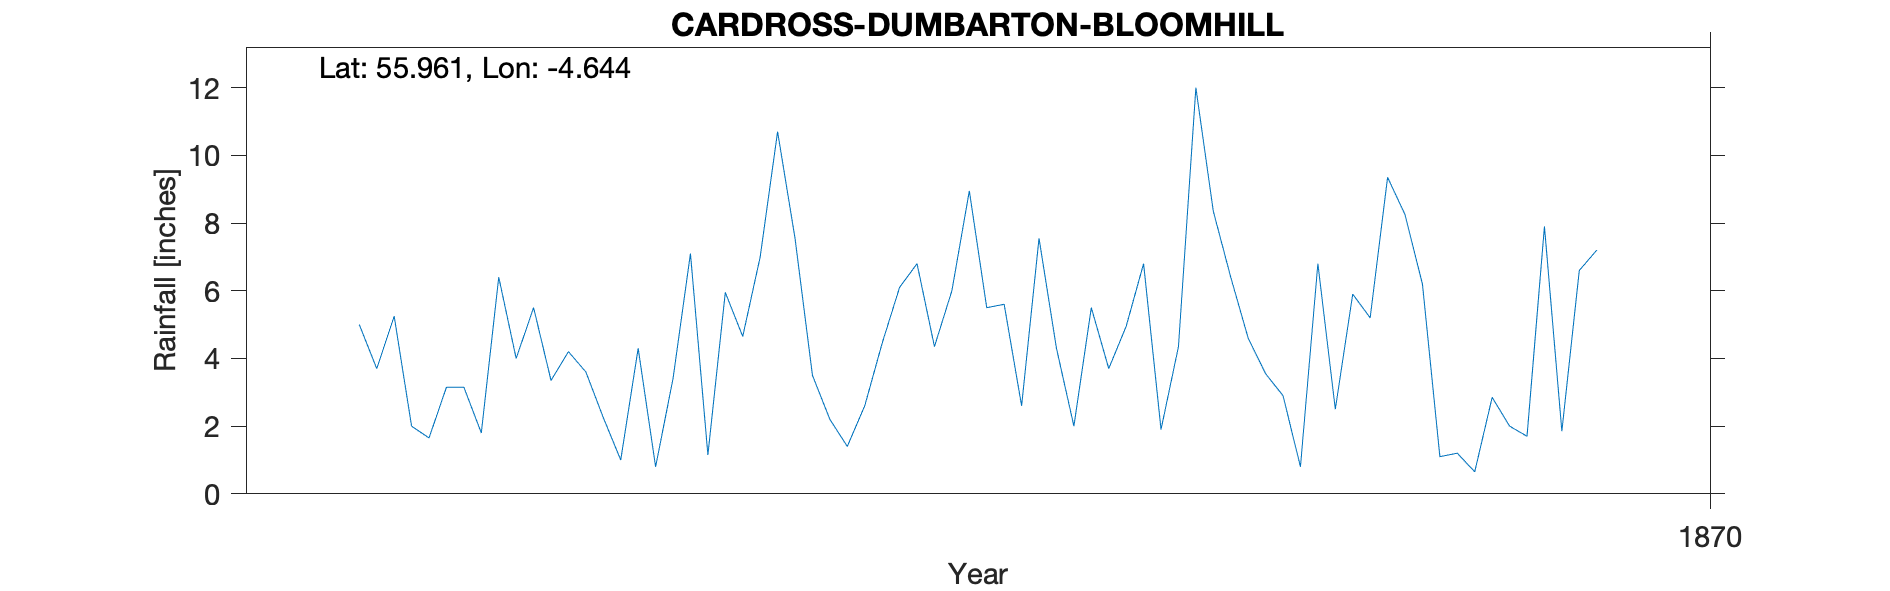 CARDROSS-DUMBARTON-BLOOMHILL
Lat: 55.961, Lon: -4.644
12
10
8
6
4
2
0
Rainfall [inches]
1870
Year